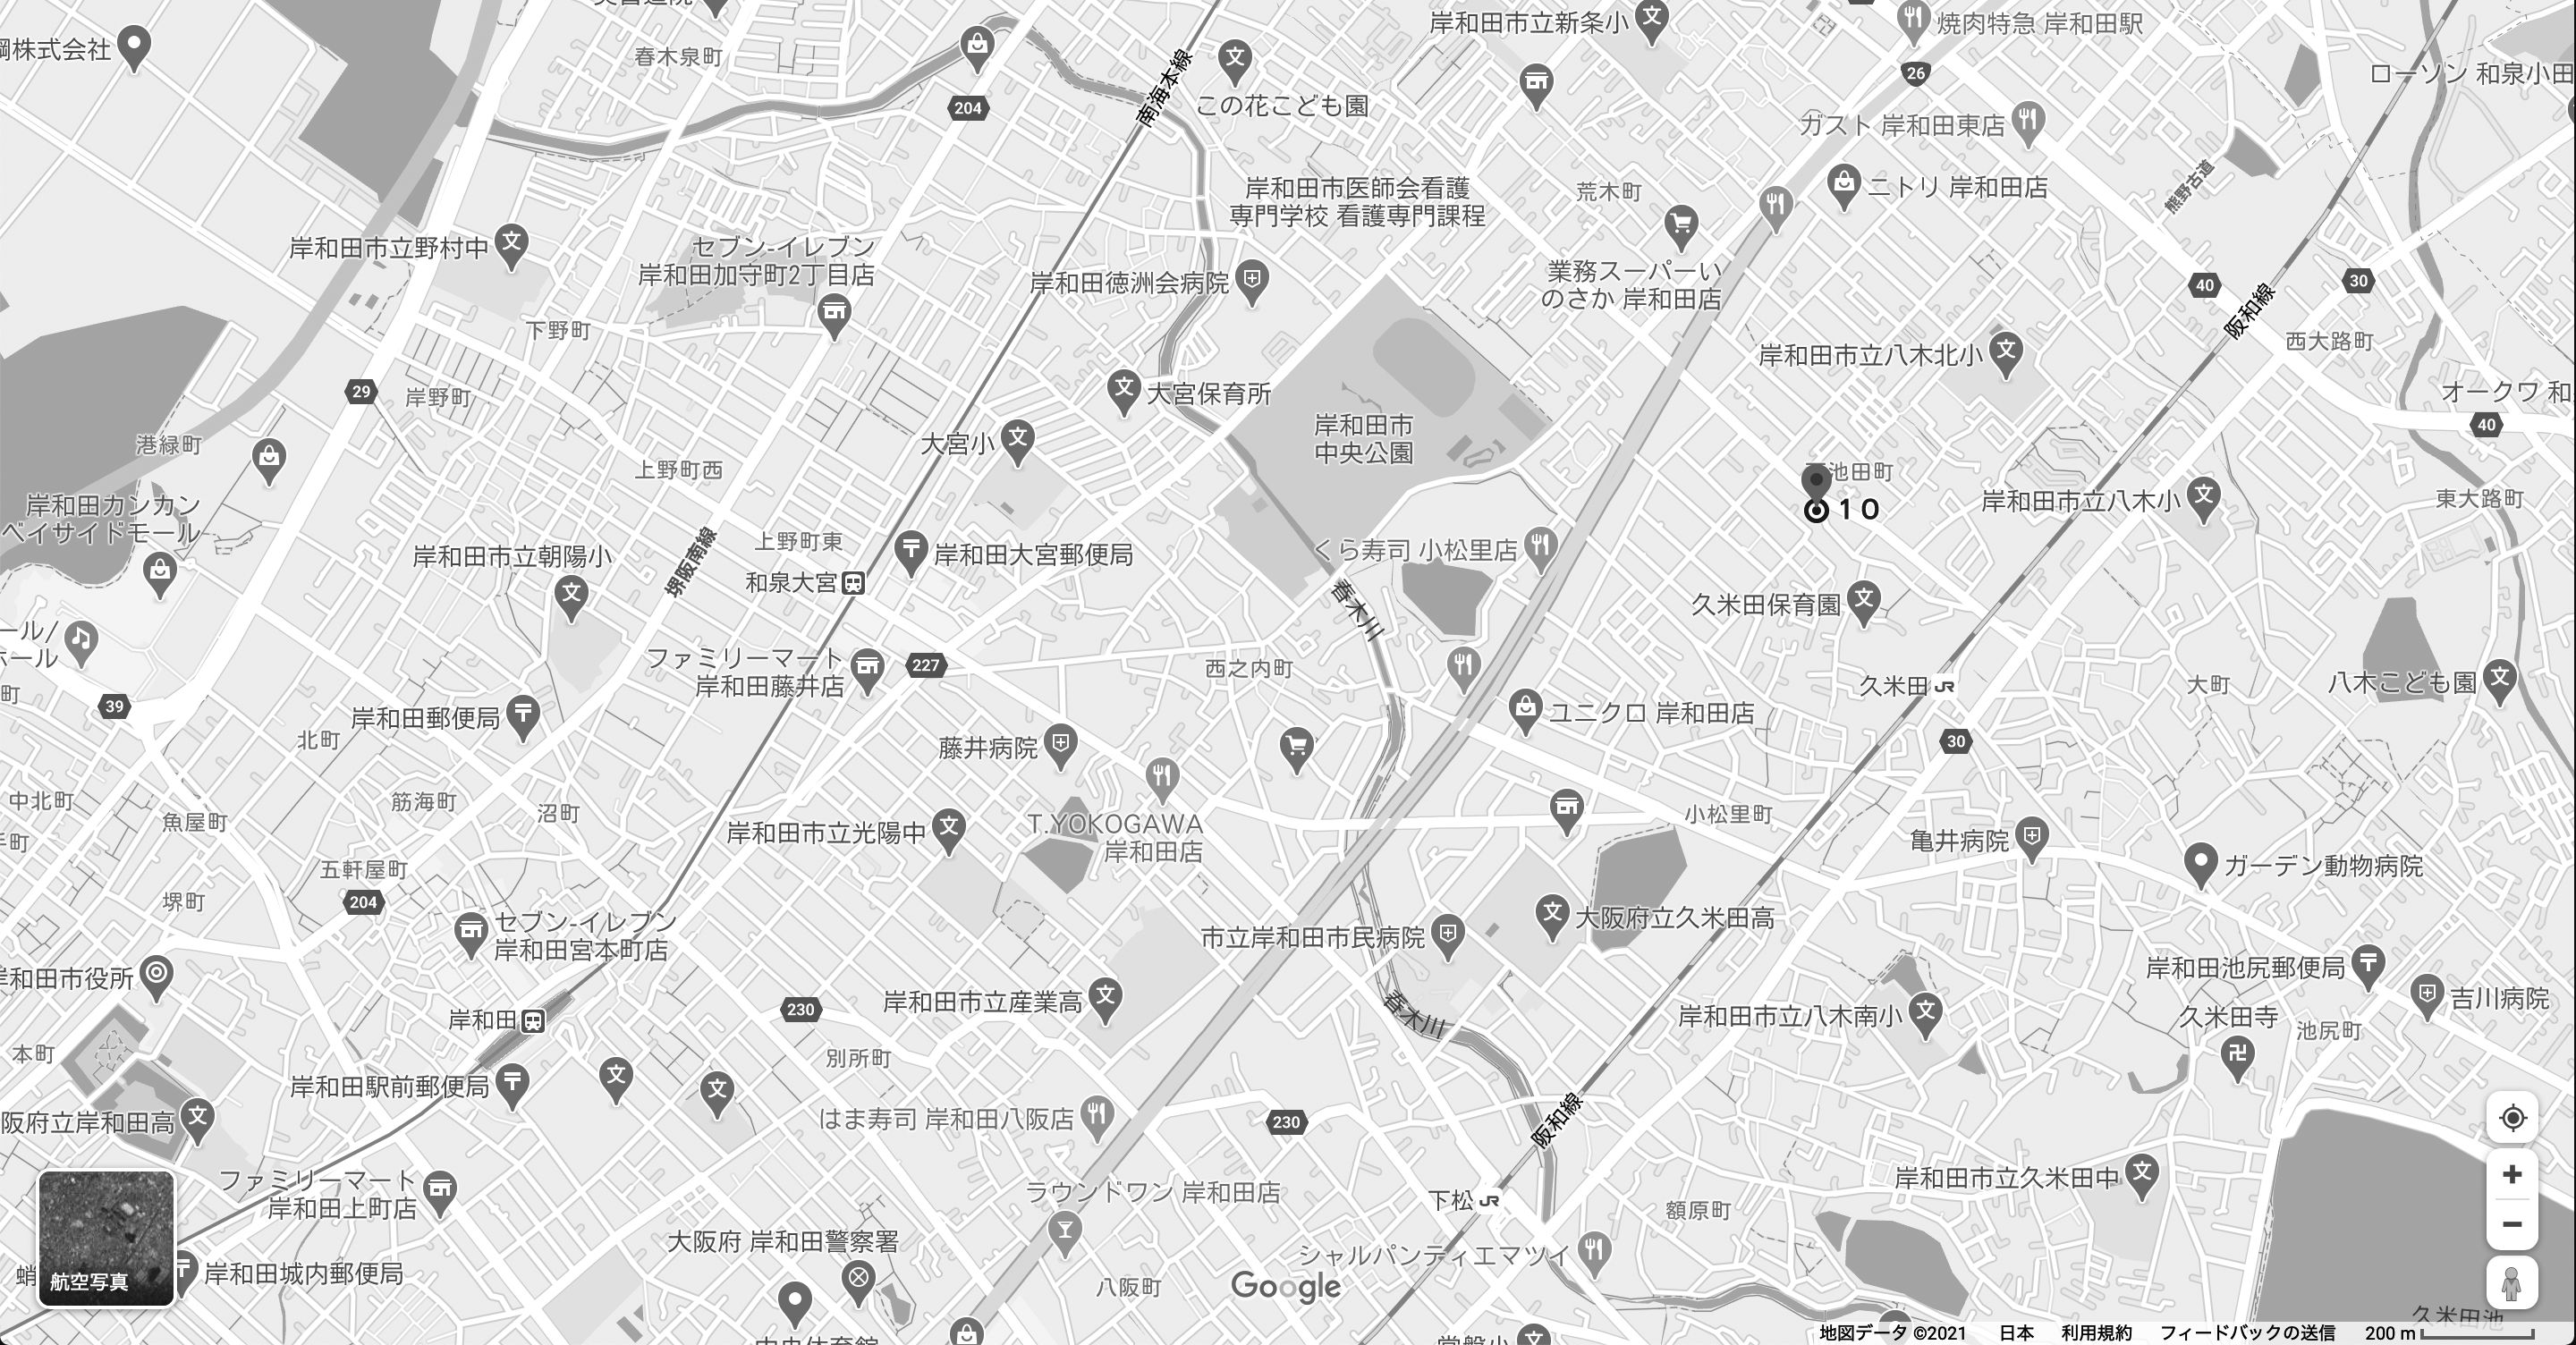 鋼株式会社
春木泉町
204
南海本線
この花こども園
岸和田市立新条小
焼肉特急 岸和田駅
26
ローソン 和泉小田
ガスト 岸和田東店
熊野古道
ニトリ 岸和田店
荒木町
岸和田市医師会看護
専門学校 看護専門課程
岸和田市立野村中
セブン-イレブン
岸和田加守町2丁目店
岸和田徳洲会病院
業務スーパーい
のさか 岸和田店
40
30
阪和線
西大路町
下野町
岸和田市立八木北小
29
岸野町
大宮保育所
オークワ 和
40
港緑町
大宮小
岸和田市
中央公園
上野町西
池田町
10
岸和田市立八木小
東大路町
岸和田カンカン
ベイサイドモール
堺阪南線
上野町東
岸和田市立朝陽小
和泉大宮
岸和田大宮郵便局
くら寿司 小松里店
春木川
久米田保育園
ール/
ホール
町
ファミリーマート
岸和田藤井店
227
西之内町
久米田
大町
八木こども園
39
岸和田郵便局
北町
藤井病院
ユニクロ 岸和田店
30
中北町
筋海町
沼町
魚屋町
手町
岸和田市立光陽中
T.YOKOGAWA
岸和田店
小松里町
亀井病院
ガーデン動物病院
五軒屋町
204
堺町
セブン-イレブン
岸和田宮本町店
市立岸和田市民病院
大阪府立久米田高
岸和田市役所
岸和田池尻郵便局
吉川病院
岸和田
230
岸和田市立産業高
春木川
岸和田市立八木南小
久米田寺
池尻町
本町
別所町
岸和田駅前郵便局
阪府立岸和田高
はま寿司 岸和田八阪店
230
阪和線
ファミリーマート
岸和田上町店
ラウンドワン 岸和田店
下松
額原町
岸和田市立久米田中
大阪府 岸和田警察署
シャルパンティエマツイ
蛸
航空写真
岸和田城内郵便局
八阪町
Google
中央体育館
常盤小
久米田池
地図データ ©2021 日本 利用規約 フィードバックの送信 200 m